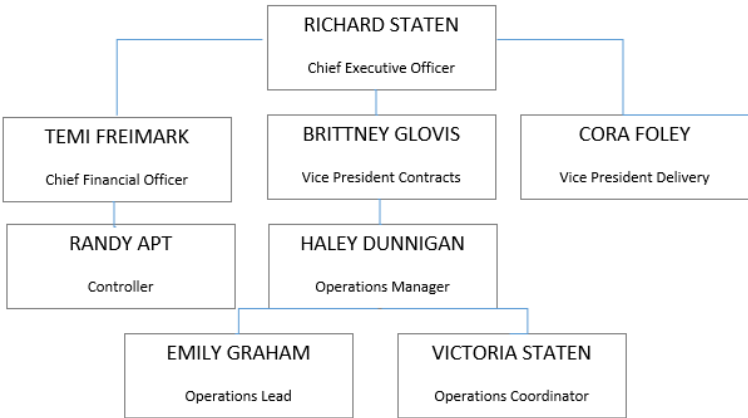 RICHARD STATEN
Chief Executive Officer
TEMI FREIMARK
Chief Financial Officer
BRITTNEY GLOVIS
Vice President Contracts
CORA FOLEY
Vice President Delivery
RANDY APT
Controller
HALEY DUNNIGAN
Operations Manager
EMILY GRAHAM
Operations Lead
VICTORIA STATEN
Operations Coordinator